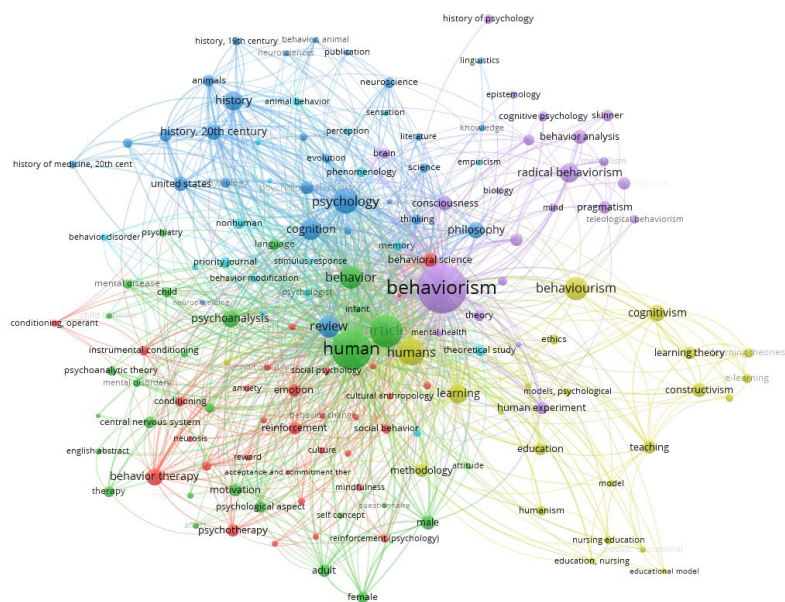 history of psychology
history, 19th century
behavior, animal
neurosciences
publication
linguistics
animals
neuroscience
history
animal behavior
epistemology
sensation
cognitive psychology
skinner
history, 20th century
perception
literature
knowledge
behavior analysis
brain
evolution
science
empiricism
phenomenology
history of medicine, 20th cent
radical behaviorism
united states
biology
psychology
consciousness
mind
pragmatism
nonhuman
thinking
teleological behaviorism
psychiatry
cognition
philosophy
behavior disorder
language
memory
priority journal
stimulus response
behavioral science
behavior modification
behavior
mental disease
child
psychologist
behaviorism
behaviourism
infant
psychoanalysis
theory
cognitivism
conditioning, operant
review
article
mental health
ethics
instrumental conditioning
human
humans
theoretical study
learning theory
psychoanalytic theory
social psychology
mental disorders
e-learning
anxiety
emotion
cultural anthropology
learning
models, psychological
constructivism
conditioning
human experiment
central nervous system
behavior change
reinforcement
social behavior
neurosis
english abstract
culture
education
teaching
reward
attitude
behavior therapy
acceptance and commitment ther
methodology
model
therapy
motivation
mindfulness
psychological aspect
questionnaire
self concept
humanism
male
psychotherapy
reinforcement (psychology)
nursing education
education, nursing
adult
educational model
female